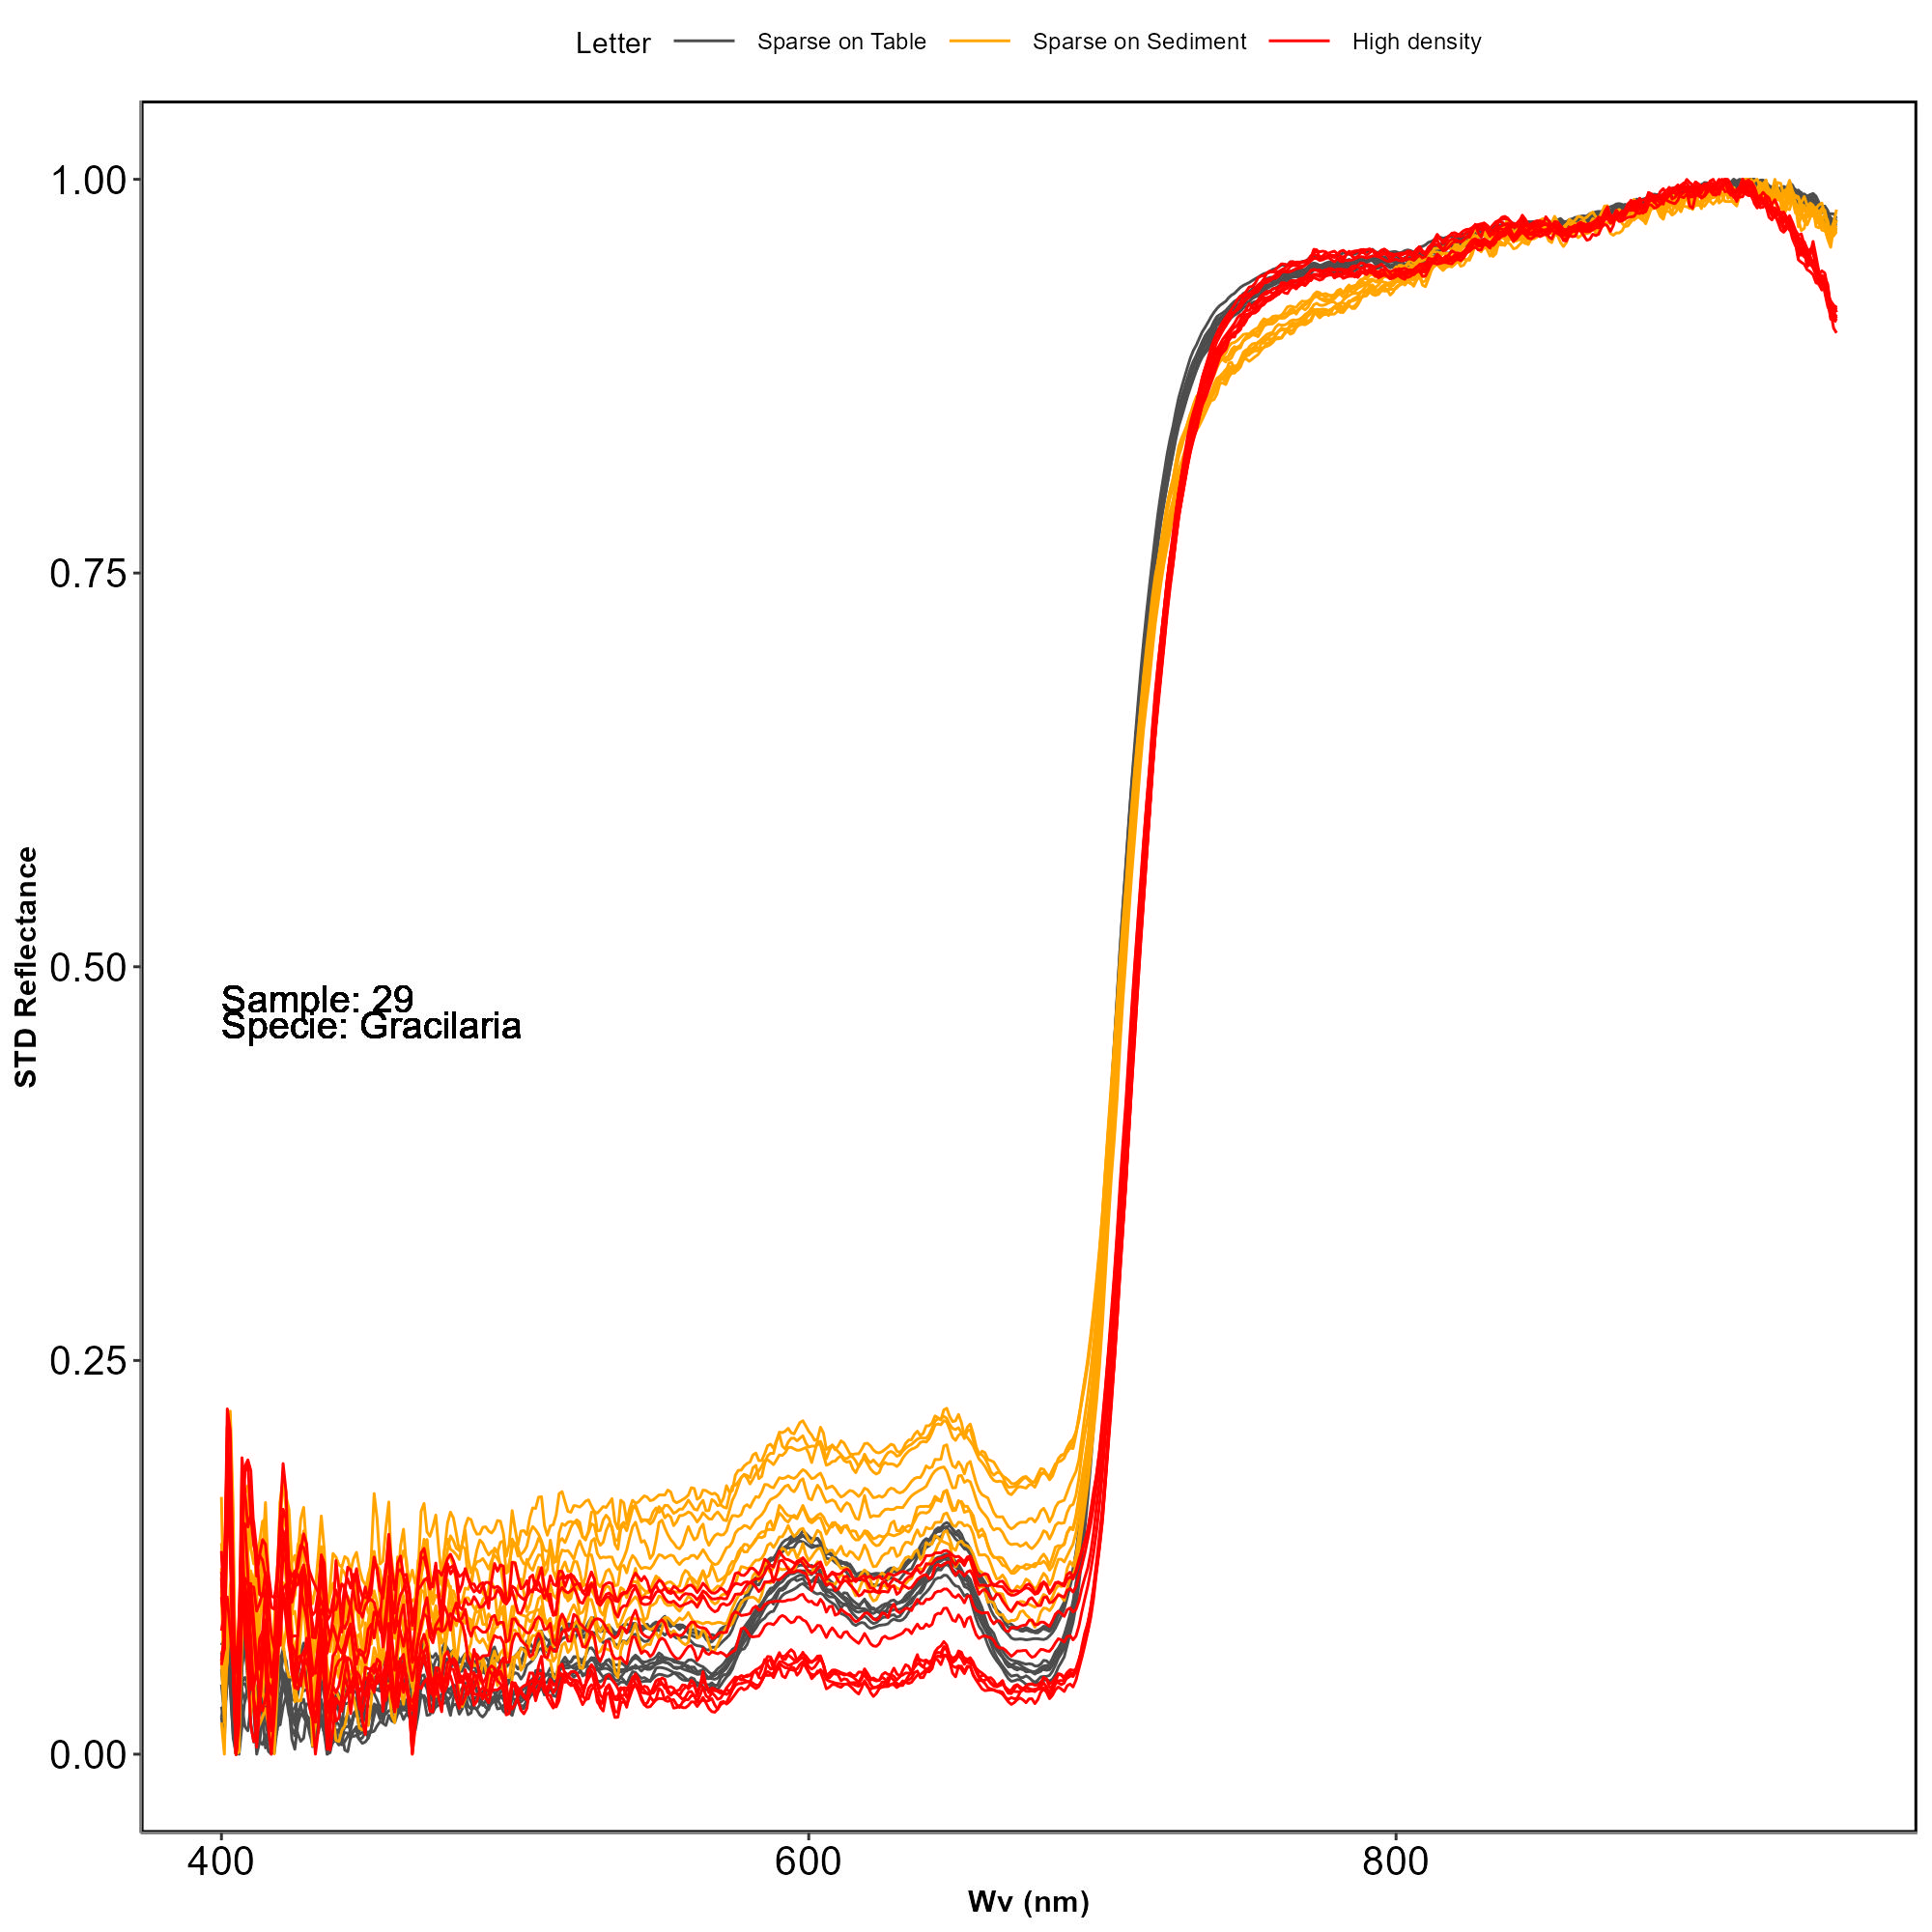 Letter Sparse on Table Sparse on Sediment High density
1.00
0.75
0.50
0.25
0.00
STD Reflectance
Sample: 29
Specie: Gracilaria
400 600 800
Wv (nm)